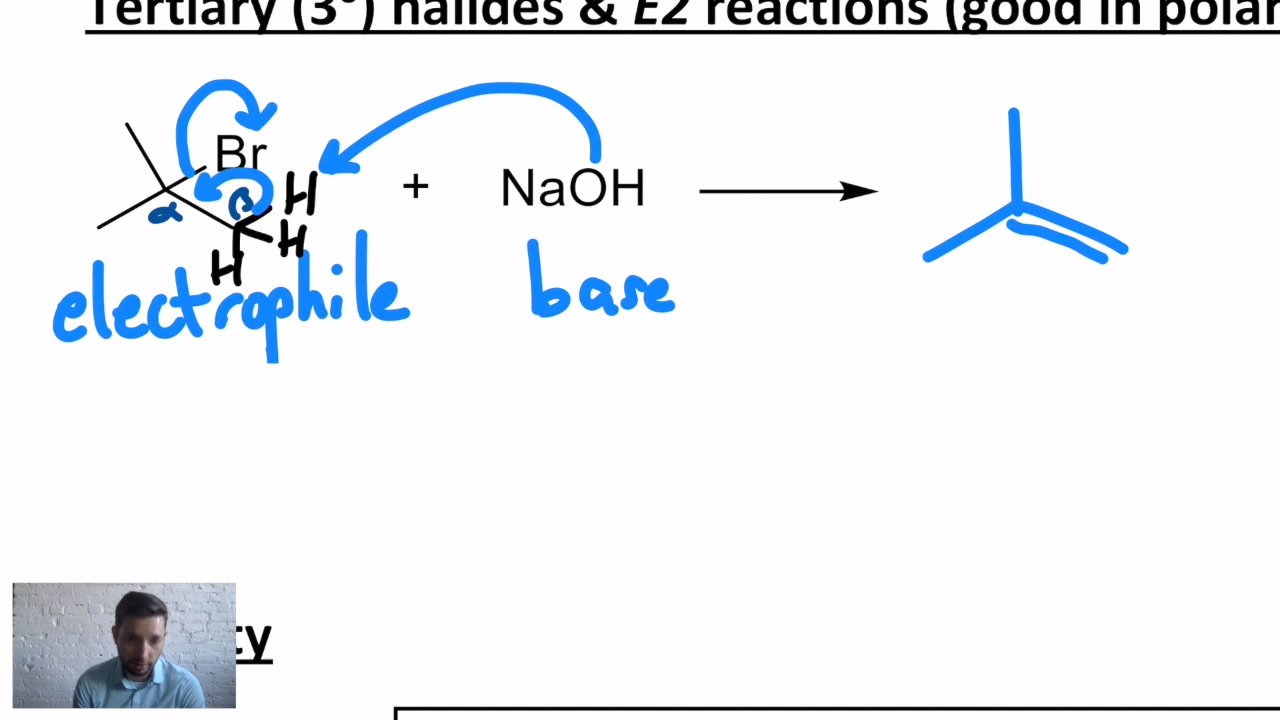 Tertiary (3°) halides & E2 reactions (good in polar
Br
α β H
H
H
+ NaOH
electrophile base
ty